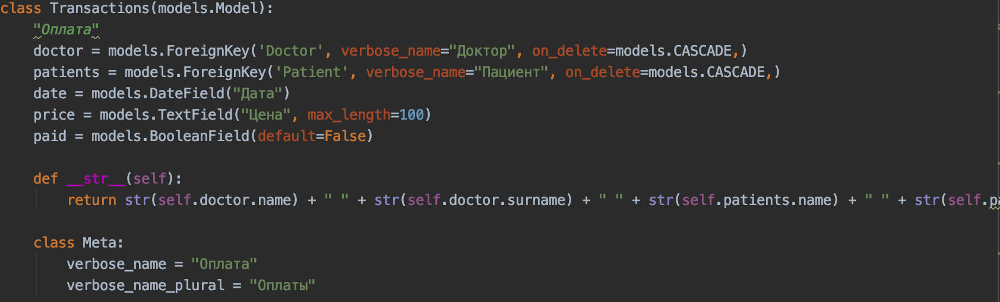 class Transactions(models.Model):
"Оплата"
doctor = models.ForeignKey('Doctor', verbose_name="Доктор", on_delete=models.CASCADE,)
patients = models.ForeignKey('Patient', verbose_name="Пациент", on_delete=models.CASCADE,)
date = models.DateField("Дата")
price = models.TextField("Цена", max_length=100)
paid = models.BooleanField(default=False)
def __str__(self):
return str(self.doctor.name) + " " + str(self.doctor.surname) + " " + str(self.patients.name) + " " + str(self.
class Meta:
verbose_name = "Оплата"
verbose_name_plural = "Оплаты"